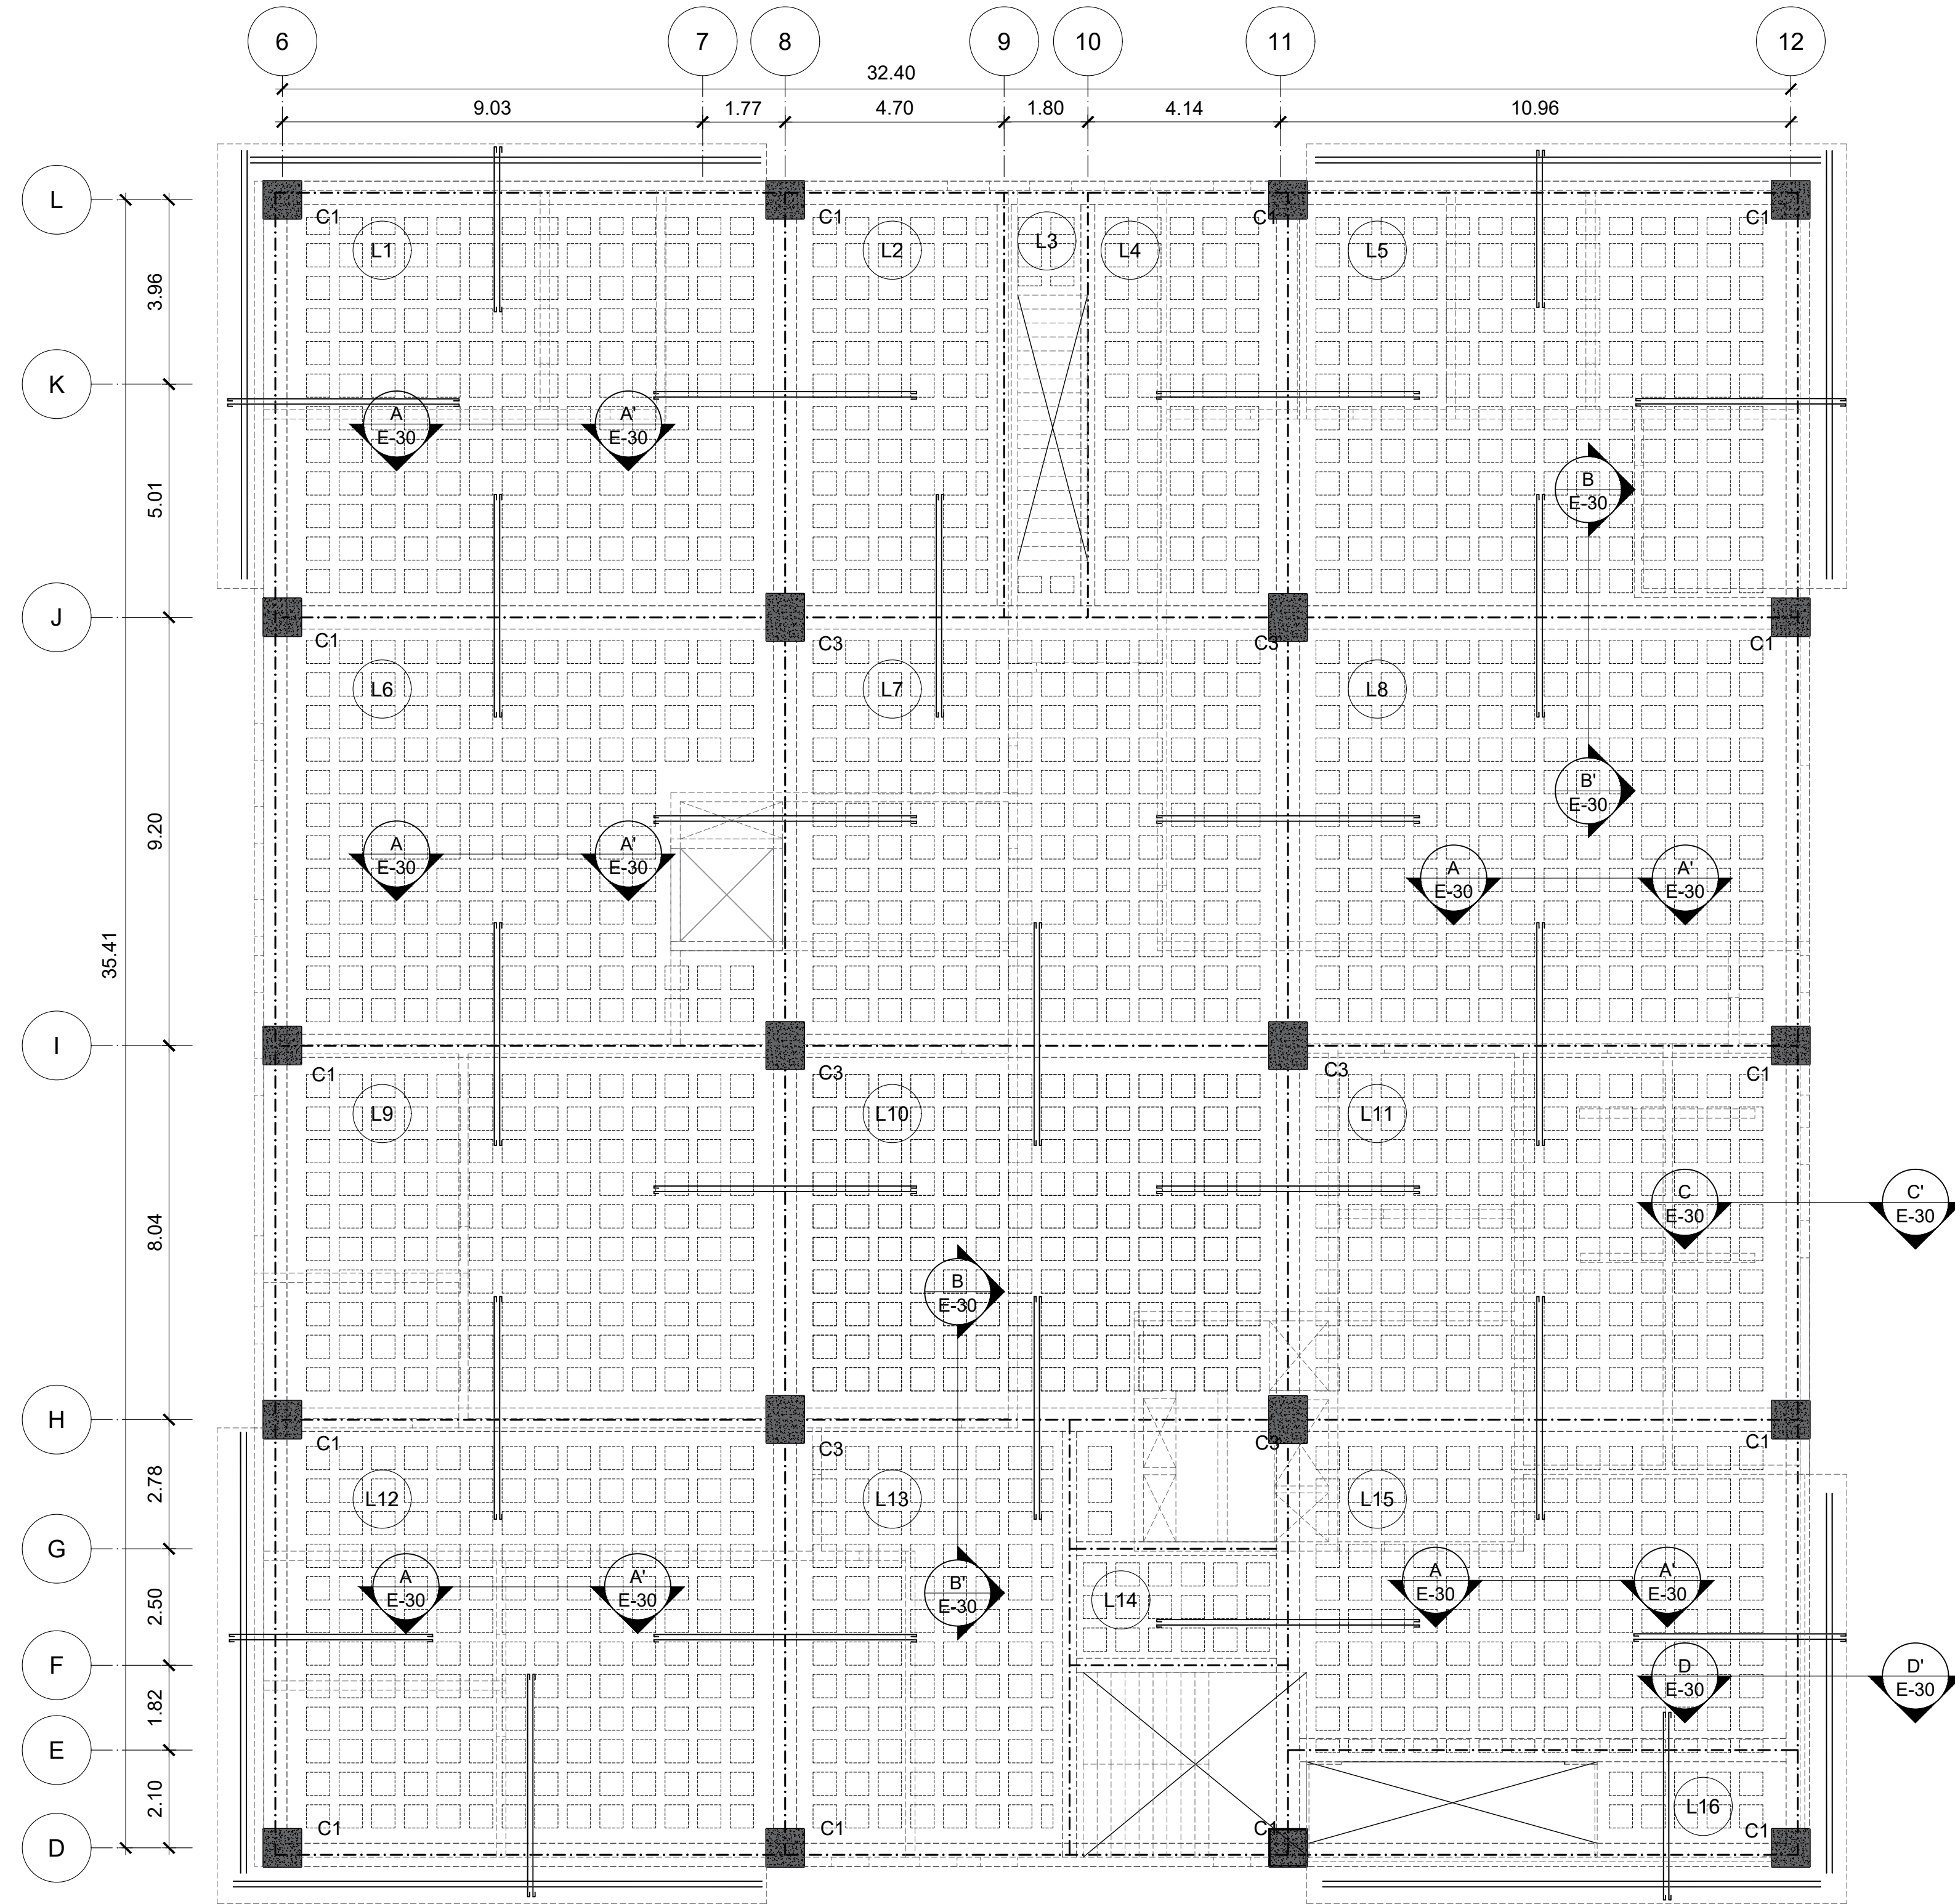 6 7 8 9 10 11 12
32.40
9.03 1.77 4.70 1.80 4.14 10.96
L
C1 C1 C1 C1
L1 L2 L3 L4 L5
3.96
K
A A'
E-30 E-30
B
E-30
5.01
J
C1 C3 C3 C1
L6 L7 L8
B'
E-30
9.20
A A' A A'
E-30 E-30 E-30 E-30
35.41
I
C1 C3 C3 C1
L9 L10 L11
C C'
E-30 E-30
8.04
B
E-30
H
C1 C3 C3 C1
2.78
L12 L13 L15
G
A A' B' A A'
E-30 E-30 E-30 E-30 E-30
L14
2.50
F
D D'
E-30 E-30
1.82
E
2.10
L16
C1 C1 C1 C1
D